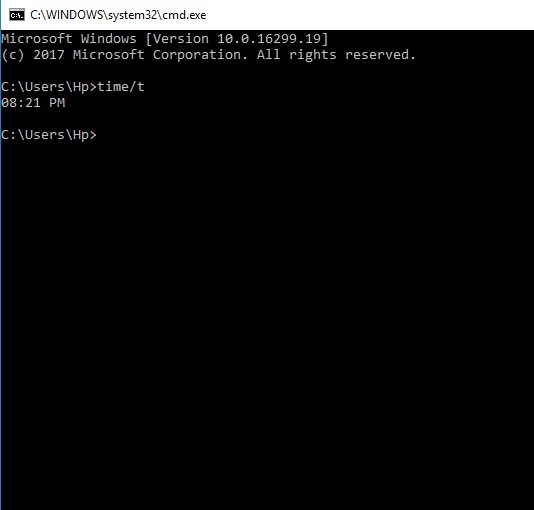 C:\WINDOWS\system32\cmd.exe
Microsoft Windows [Version 10.0.16299.19]
(c) 2017 Microsoft Corporation. All rights reserved.
C:\Users\Hp>time/t
08:21 PM
C:\Users\Hp>